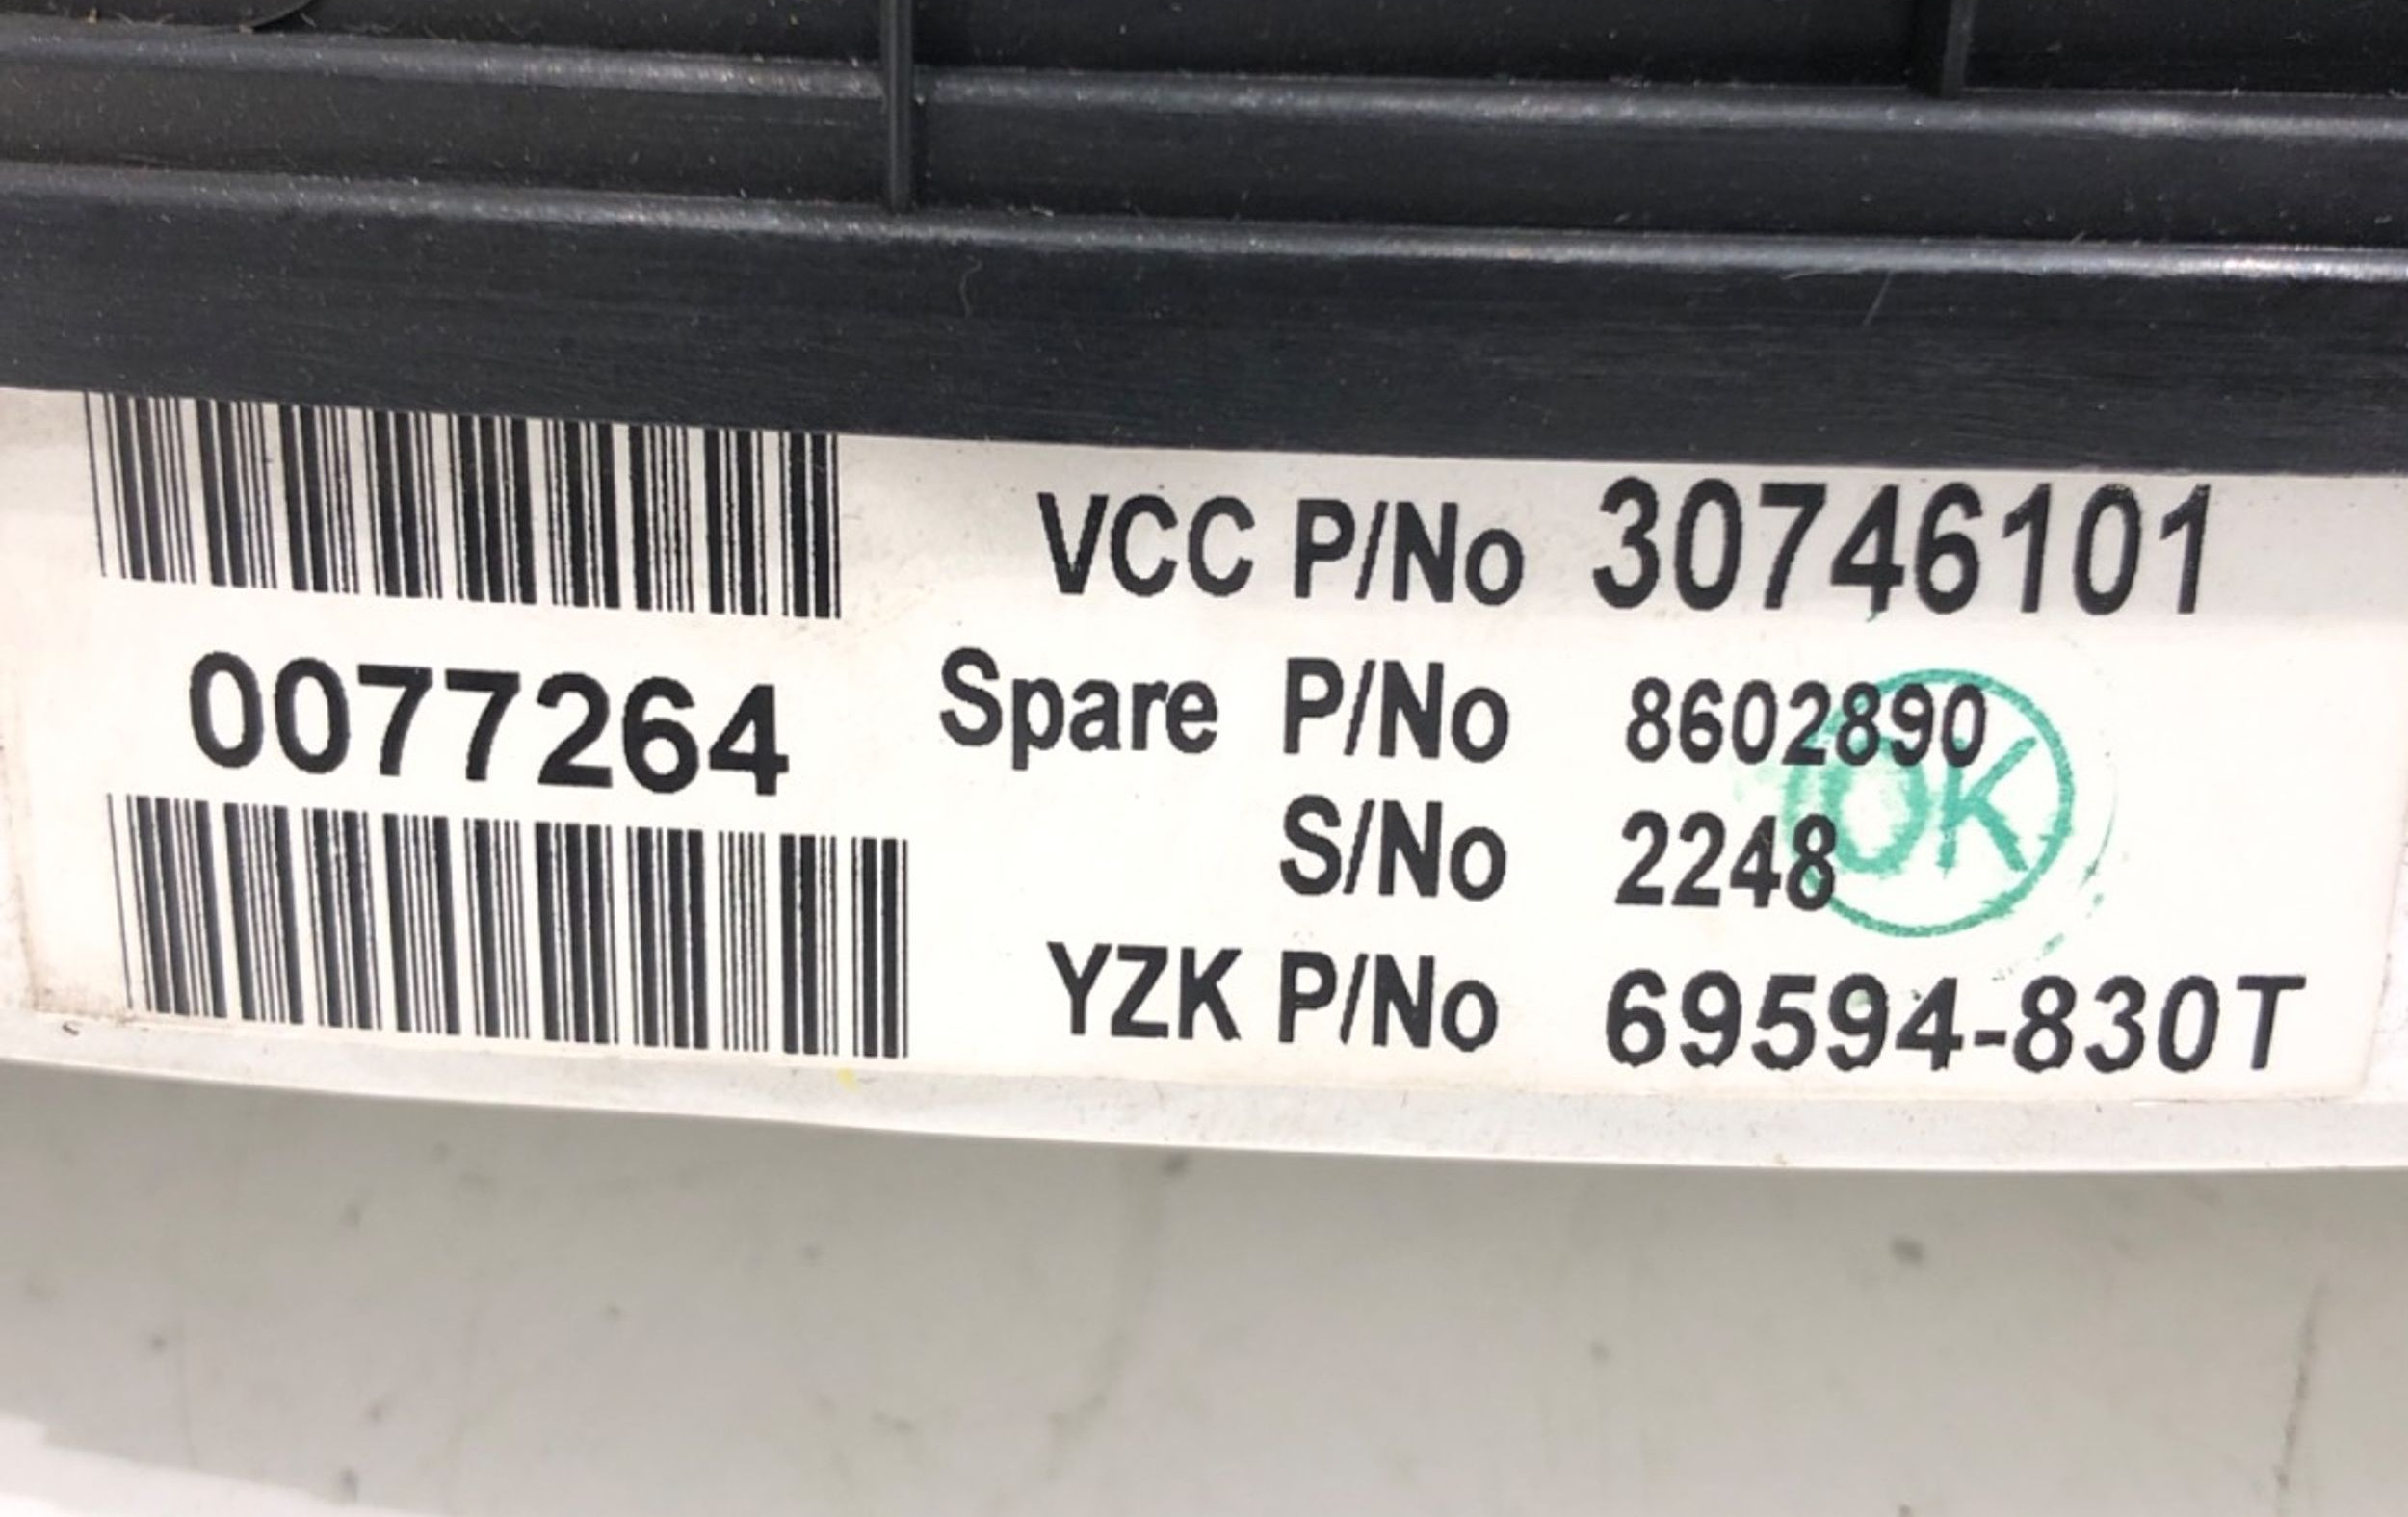 0077264
VCC P/No 30746101
Spare P/No 8602890
S/No 2248
YZK P/No 69594-830T
OK